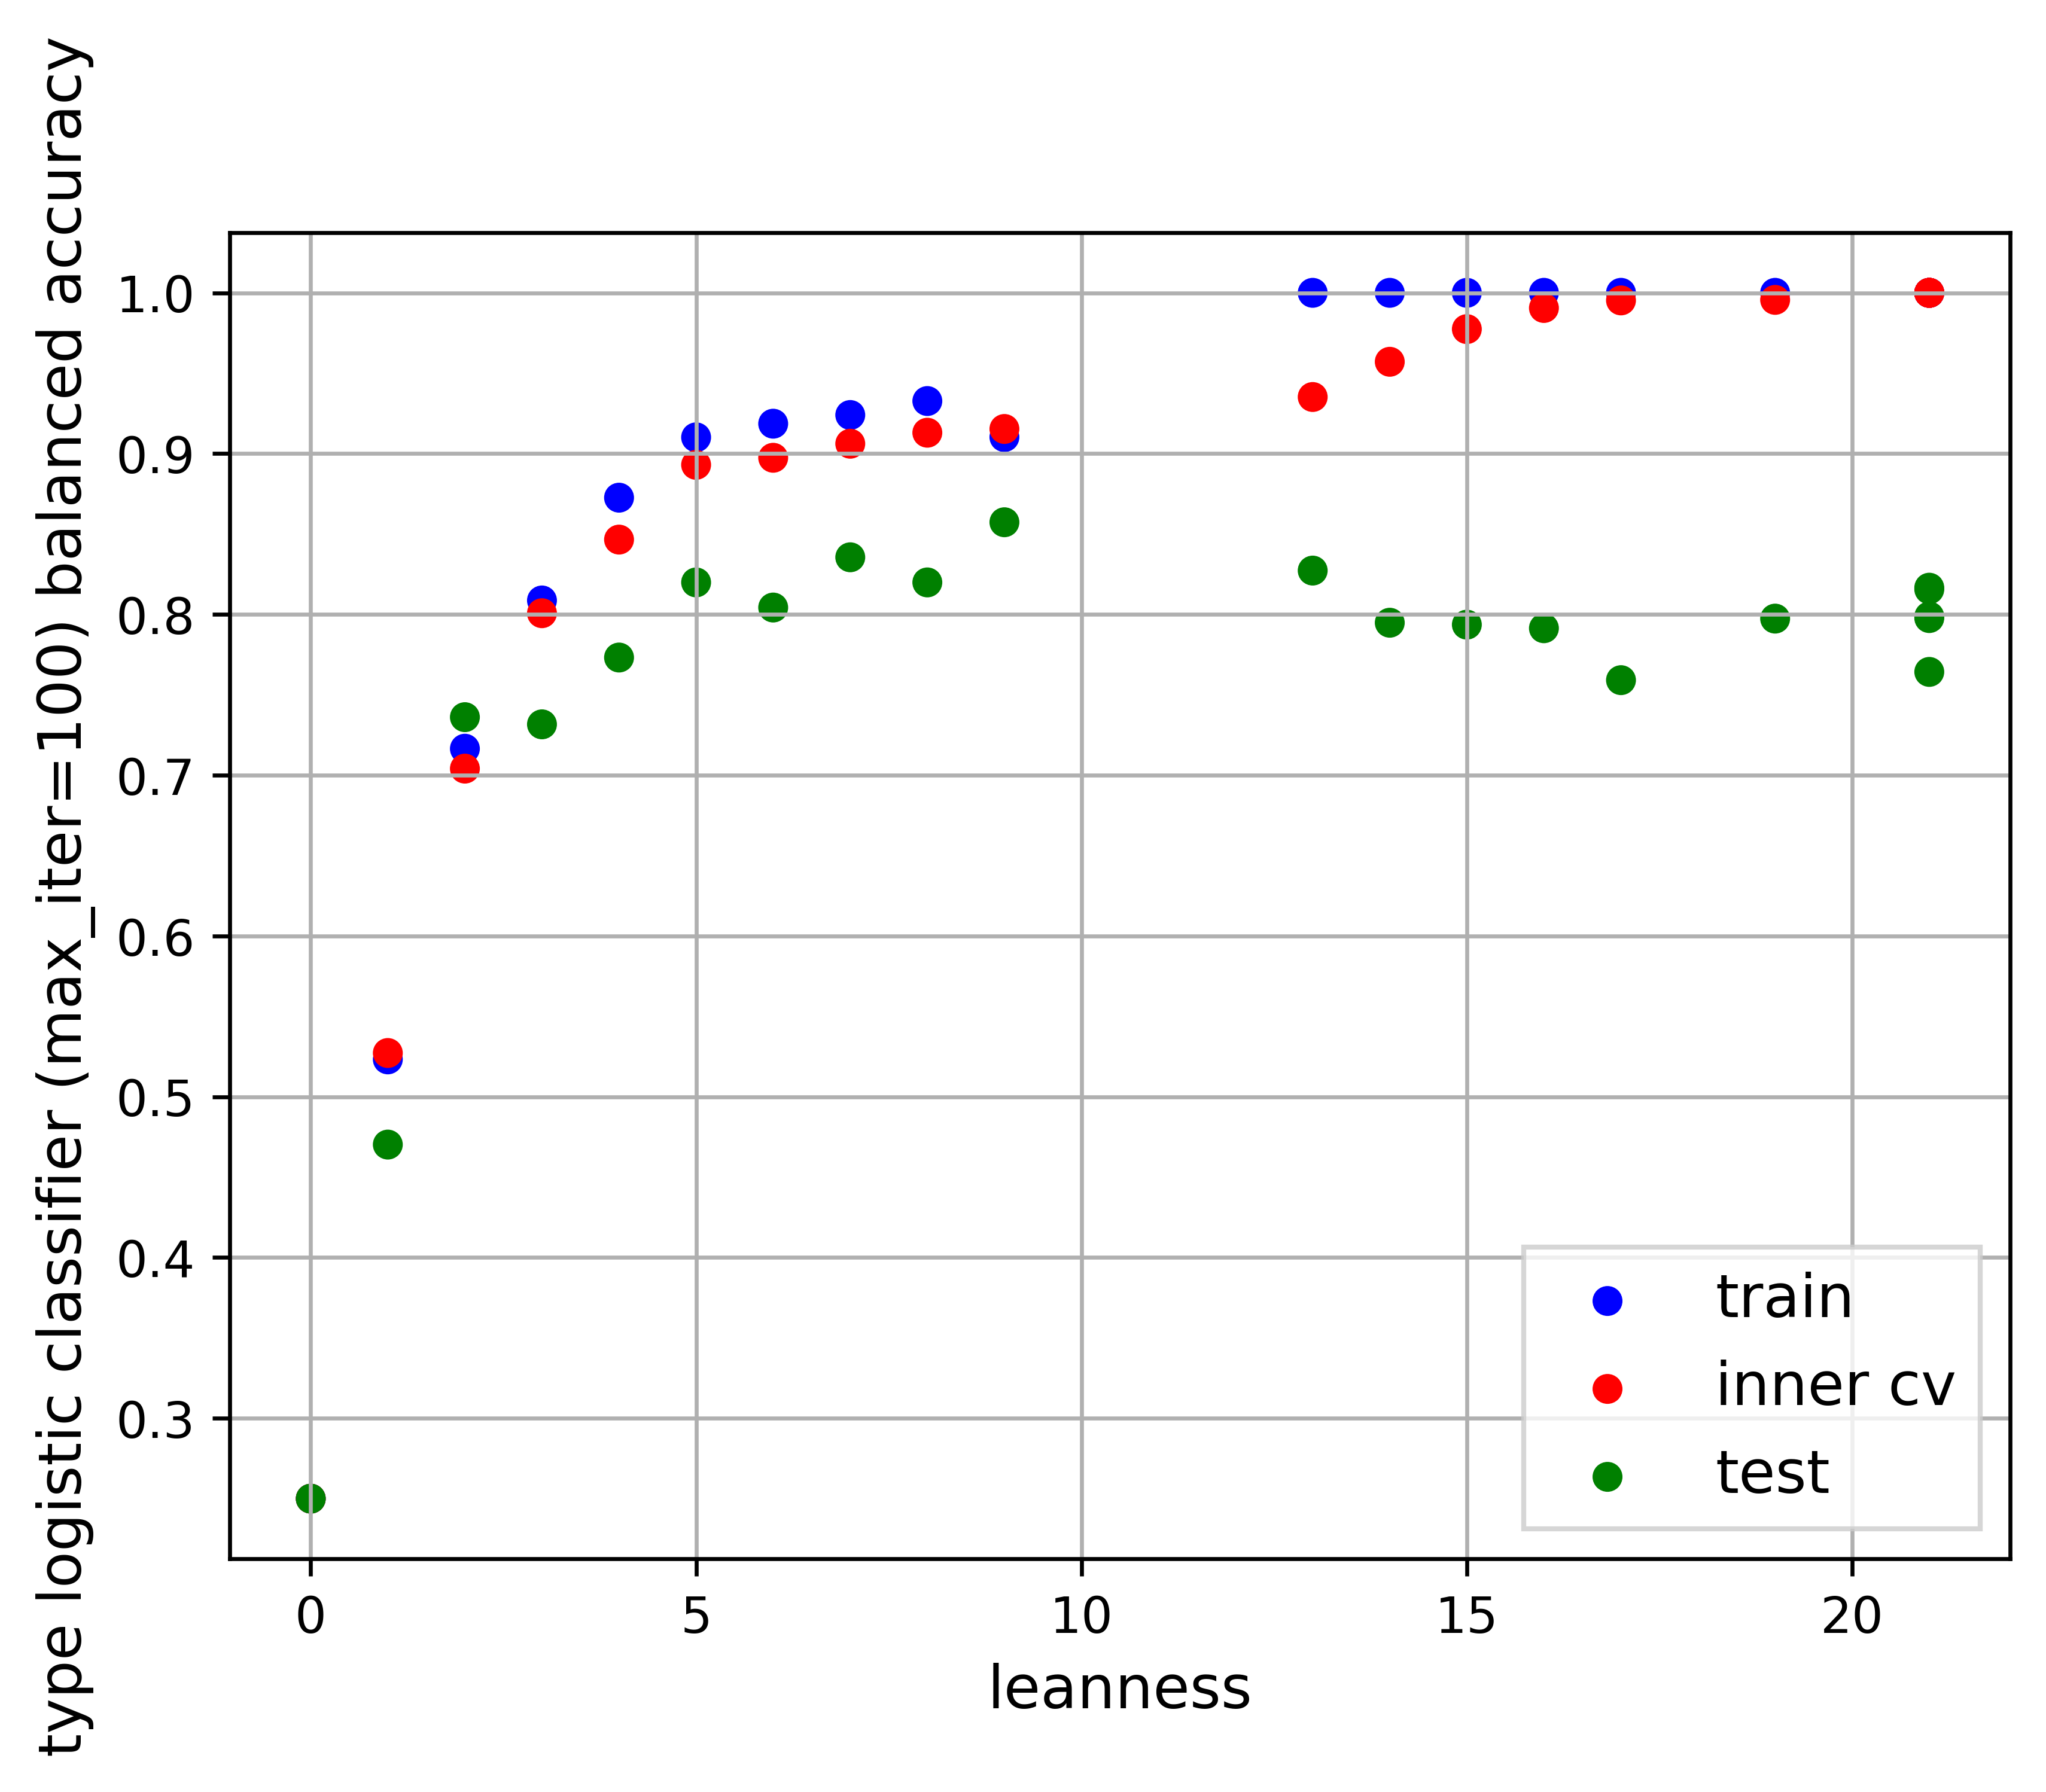 type logistic classifier (max_iter=100) balanced accuracy
1.0
0.9
0.8
0.7
0.6
0.5
0.4
0.3
train
inner cv
test
0 5 10 15 20
leanness